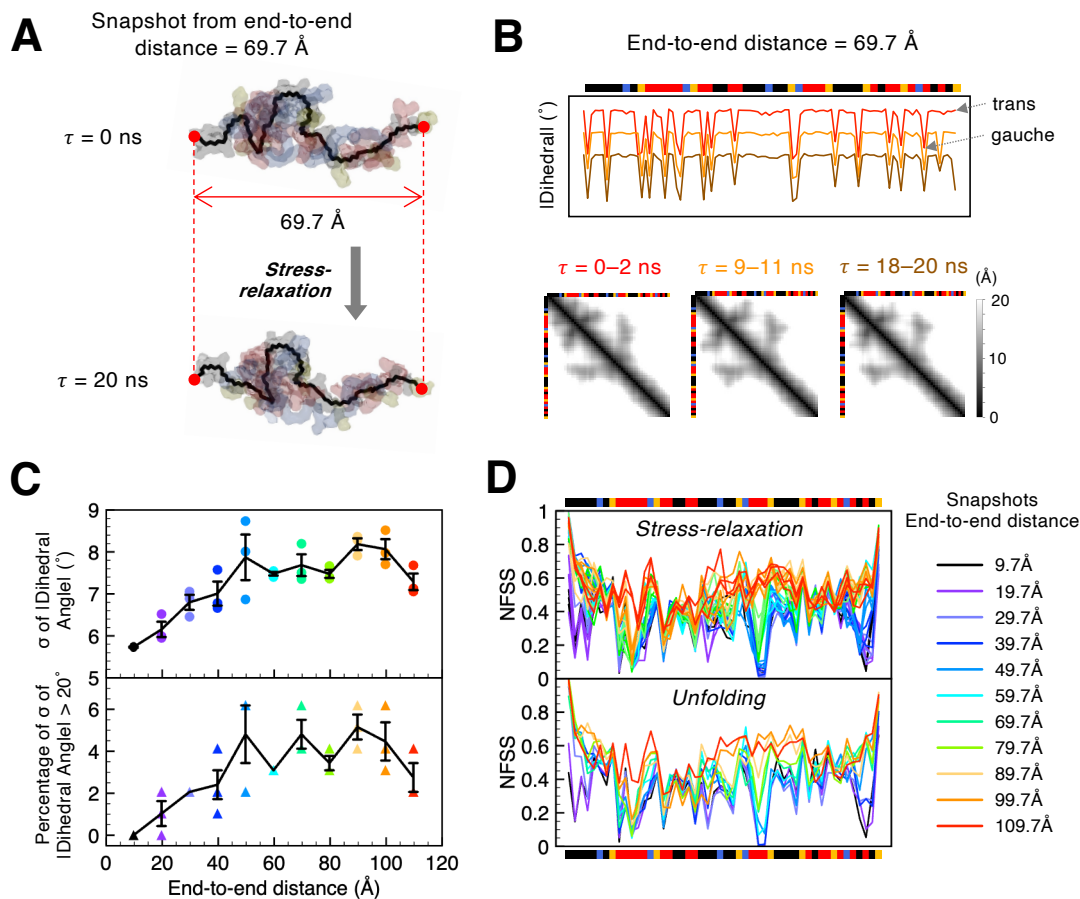 A
Snapshot from end-to-end
distance = 69.7 Å
τ = 0 ns
69.7 Å
Stress-
relaxation
τ = 20 ns
B
End-to-end distance = 69.7 Å
|Dihedrall (°)
trans
gauche
τ = 0–2 ns
τ = 9–11 ns
τ = 18–20 ns
(Å)
20
10
0
C
σ of |Dihedral
Anglel (°)
9
8
7
6
5
Percentage of σ of
|Dihedral Anglel > 20°
6
4
2
0
0
20
40
60
80
100
120
End-to-end distance (Å)
D
Stress-relaxation
NFSS
1
0.8
0.6
0.4
0.2
0
Unfolding
NFSS
1
0.8
0.6
0.4
0.2
0
Snapshots
End-to-end distance
9.7Å
19.7Å
29.7Å
39.7Å
49.7Å
59.7Å
69.7Å
79.7Å
89.7Å
99.7Å
109.7Å